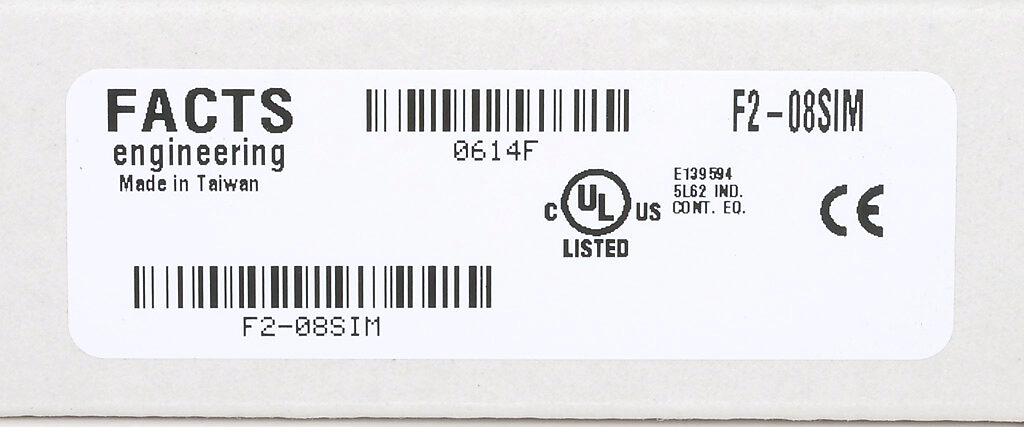 FACTS
engineering
Made in Taiwan
0614F
F2-08SIM
C UL US
LISTED
E139594
5L62 IND.
CONT. EQ.
CE
F2-08SIM